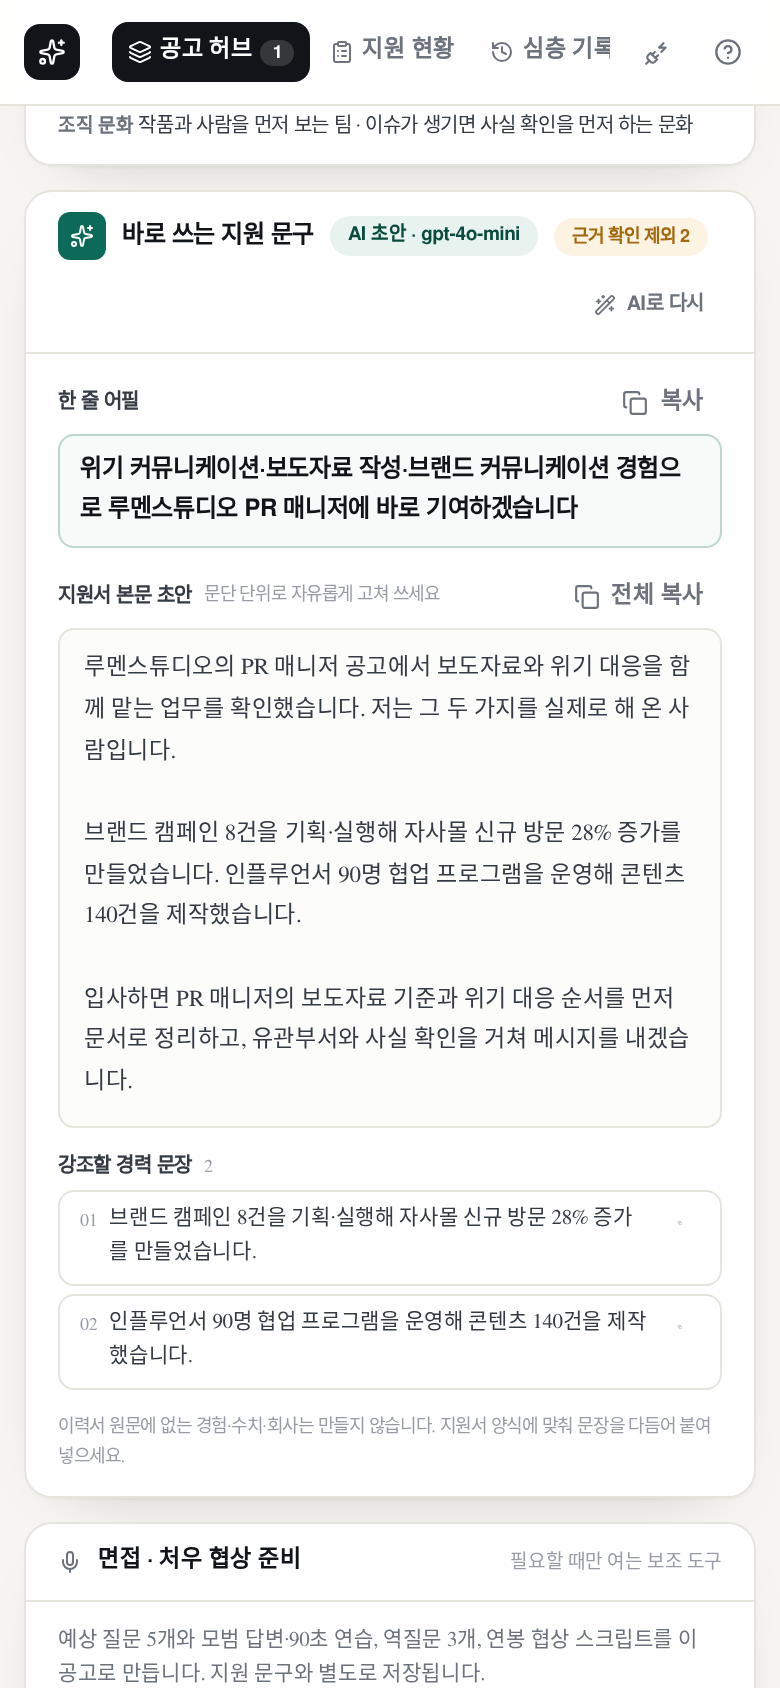 공고 허브 1 지원 현황 심층 기록
조직 문화 작품과 사람을 먼저 보는 팀 · 이슈가 생기면 사실 확인을 먼저 하는 문화
바로 쓰는 지원 문구 AI 초안 · gpt-4o-mini 근거 확인 제외 2
AI로 다시
한 줄 어필 복사
위기 커뮤니케이션·보도자료 작성·브랜드 커뮤니케이션 경험으
로 루멘스튜디오 PR 매니저에 바로 기여하겠습니다
지원서 본문 초안 문단 단위로 자유롭게 고쳐 쓰세요 전체 복사
루멘스튜디오의 PR 매니저 공고에서 보도자료와 위기 대응을 함
께 맡는 업무를 확인했습니다. 저는 그 두 가지를 실제로 해 온 사
람입니다.
브랜드 캠페인 8건을 기획·실행해 자사몰 신규 방문 28% 증가를
만들었습니다. 인플루언서 90명 협업 프로그램을 운영해 콘텐츠
140건을 제작했습니다.
입사하면 PR 매니저의 보도자료 기준과 위기 대응 순서를 먼저
문서로 정리하고, 유관부서와 사실 확인을 거쳐 메시지를 내겠습
니다.
강조할 경력 문장 2
01 브랜드 캠페인 8건을 기획·실행해 자사몰 신규 방문 28% 증가
를 만들었습니다.
02 인플루언서 90명 협업 프로그램을 운영해 콘텐츠 140건을 제작
했습니다.
이력서 원문에 없는 경험·수치·회사는 만들지 않습니다. 지원서 양식에 맞춰 문장을 다듬어 붙여
넣으세요.
면접 · 처우 협상 준비 필요할 때만 여는 보조 도구
예상 질문 5개와 모범 답변·90초 연습, 역질문 3개, 연봉 협상 스크립트를 이
공고로 만듭니다. 지원 문구와 별도로 저장됩니다.